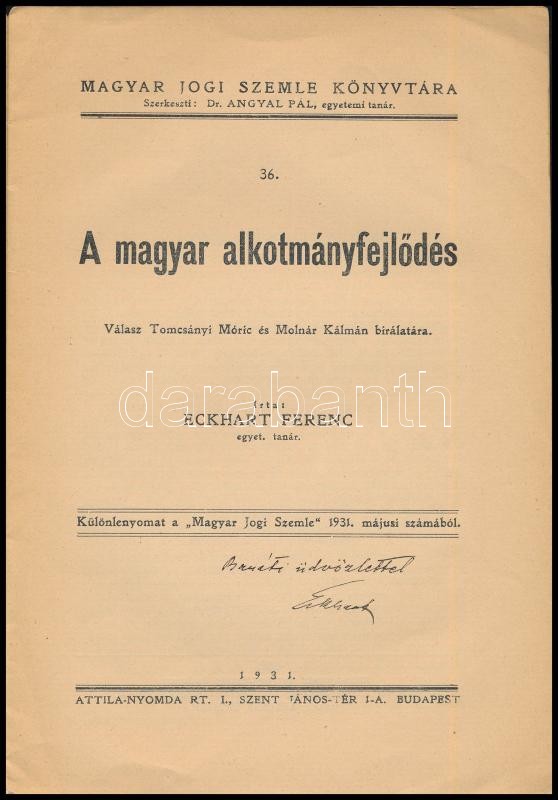 MAGYAR JOGI SZEMLE KÖNYVTÁRA
Szerkeszti: Dr. ANGYAL PÁL, egyetemi tanár.
36.
A magyar alkotmányfejlődés
Válasz Tomcsányi Móric és Molnár Kálmán bírálatára.
Írta:
darabanth
ECKHART FERENC
egyet. tanár.
Különlenyomat a „Magyar Jogi Szemle“ 1931. májusi számából.
Baráti üdvözlettel
Eckhart
1931.
ATTILA-NYOMDA RT. I., SZENT JÁNOS-TÉR 1-A. BUDAPEST